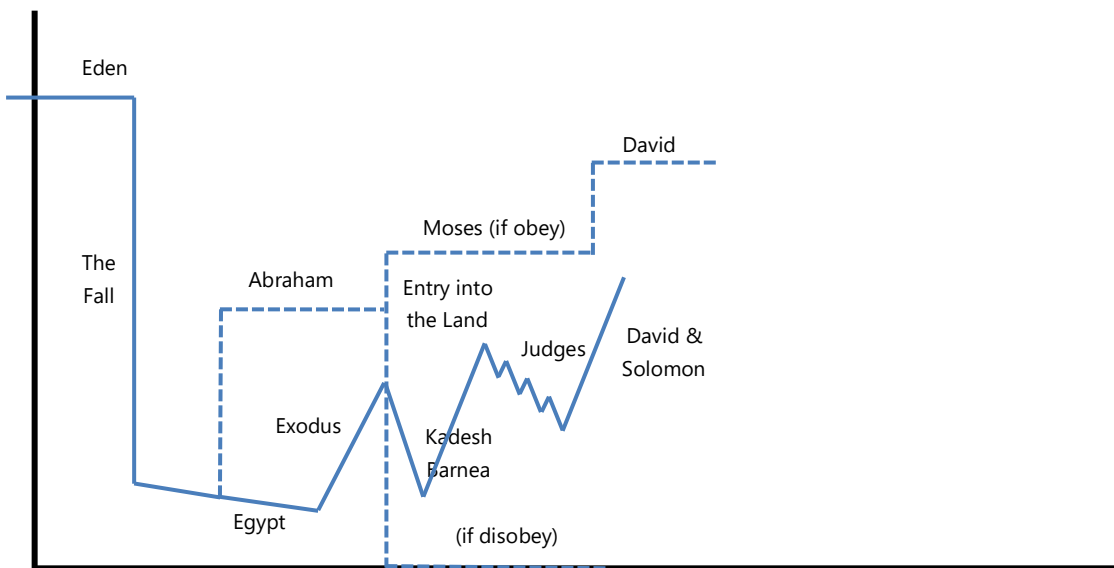 Eden
David
Moses (if obey)
The
Fall
Abraham
Entry into
the Land
Judges
David &
Solomon
Exodus
Kadesh
Barnea
Egypt
(if disobey)